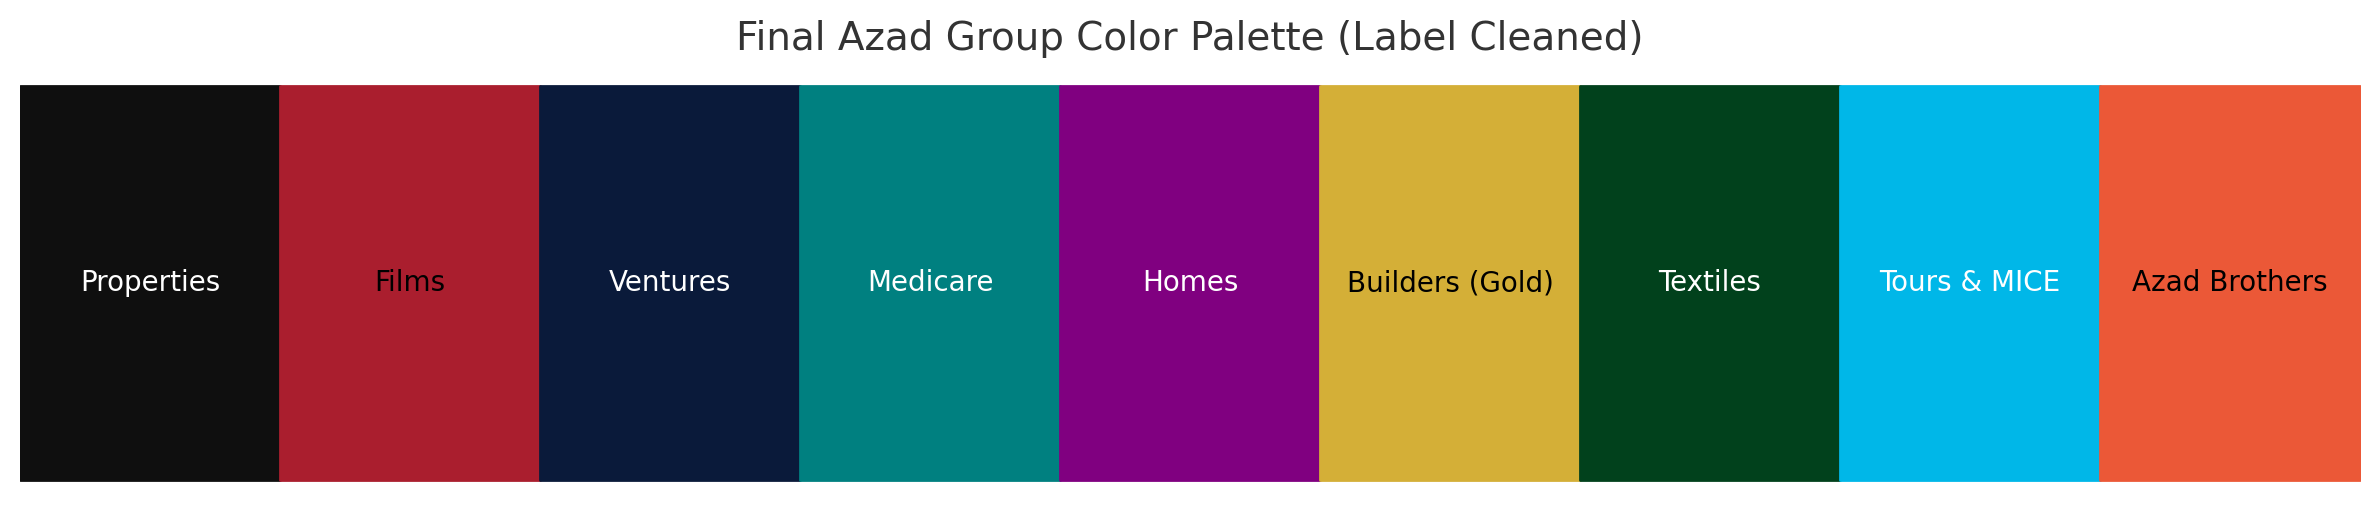 Final Azad Group Color Palette (Label Cleaned)
Properties
Films
Ventures
Medicare
Homes
Builders (Gold)
Textiles
Tours & MICE
Azad Brothers